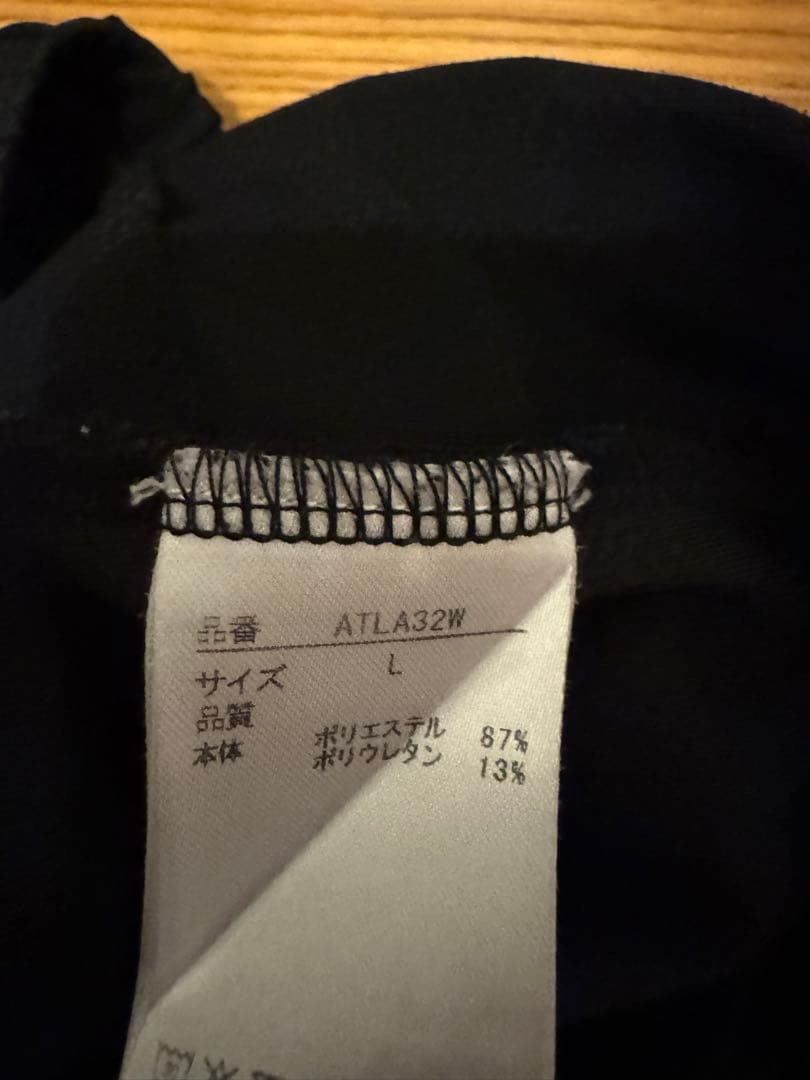 品番 ATLA32W
サイズ L
品質
本体 ポリエステル 87%
ポリウレタン 13%